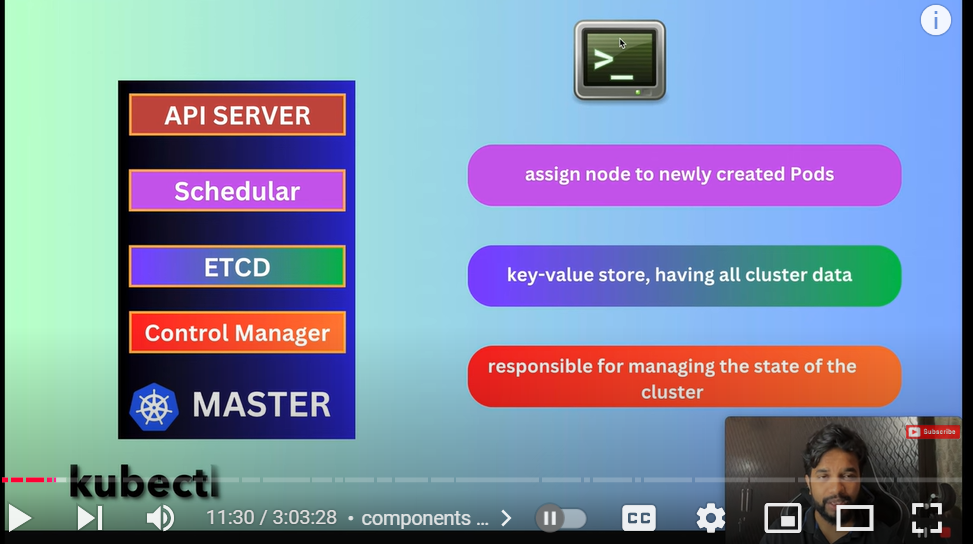 >_
i
API SERVER
Schedular
ETCD
Control Manager
MASTER
assign node to newly created Pods
key-value store, having all cluster data
responsible for managing the state of the
cluster
Subscribe
kubectl
11:30 / 3:03:28 • components ...
CC